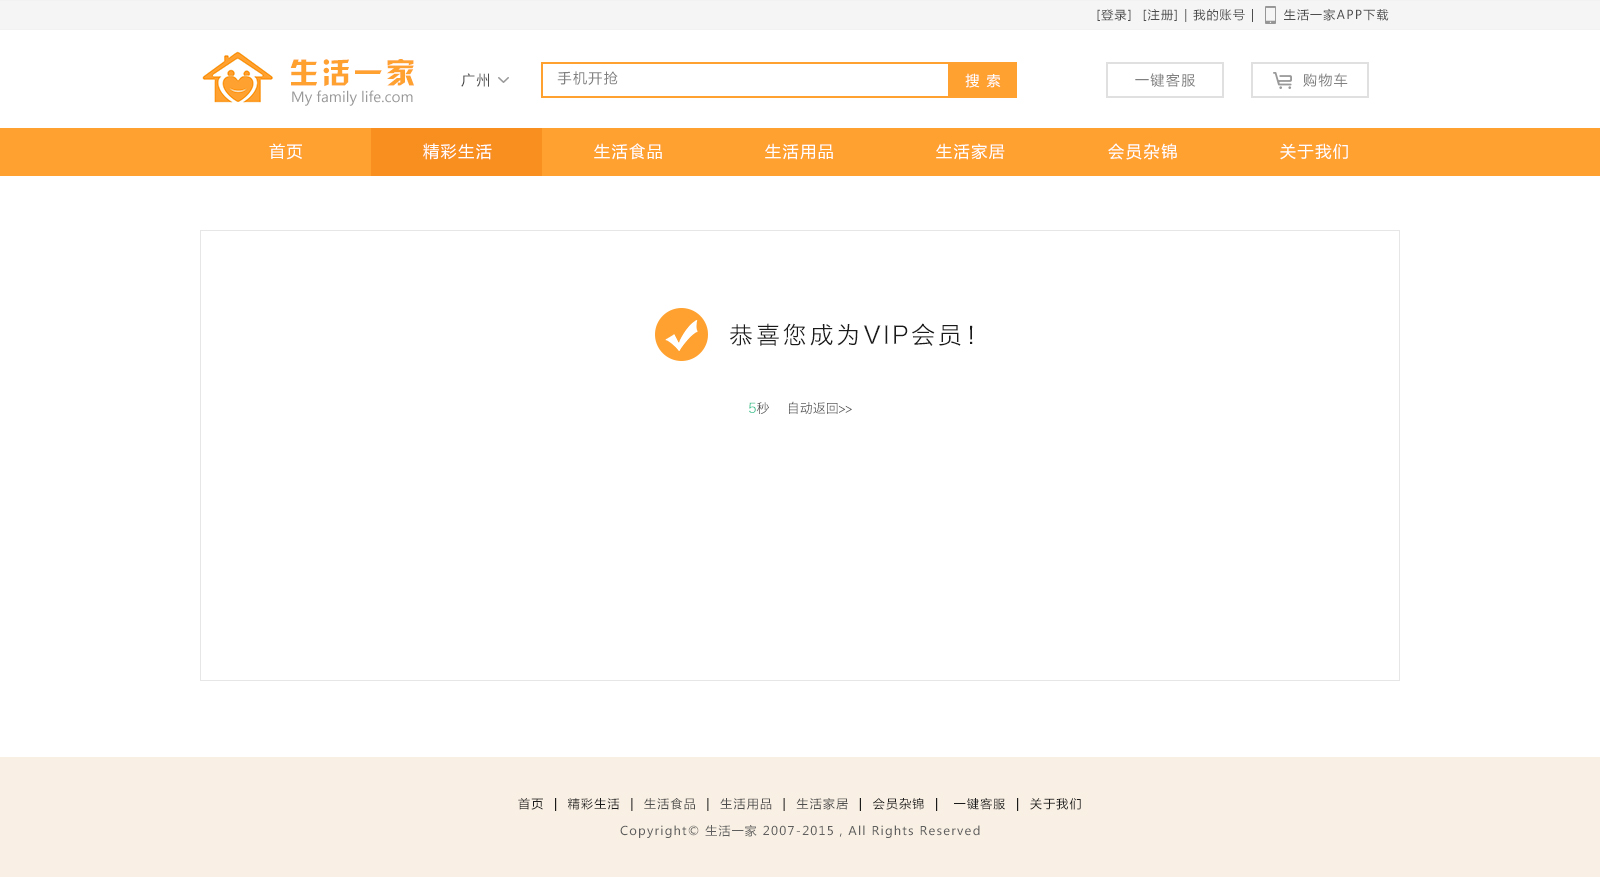 [登录] [注册] | 我的账号 | 生活一家APP下载
生活一家
My family life.com
广州
手机开抢
搜 索
一键客服
购物车
首页 精彩生活 生活食品 生活用品 生活家居 会员杂锦 关于我们
恭喜您成为VIP会员！
5秒 自动返回>>
首页 | 精彩生活 | 生活食品 | 生活用品 | 生活家居 | 会员杂锦 | 一键客服 | 关于我们
Copyright© 生活一家 2007-2015 , All Rights Reserved